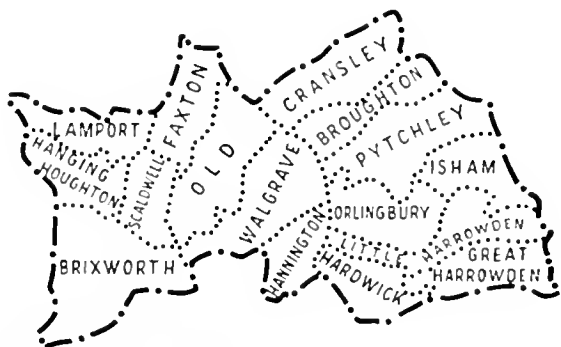 LAMPORT
HANGING
HOUGHTON
SCALDWELL
FAXTON
OLD
BRIXWORTH
WALGRAVE
HANNINGTON
CRANSLEY
BROUGHTON
PYTCHLEY
ISHAM
ORLINGBURY
LITTLE
HARROWDEN
HARDWICK
GREAT
HARROWDEN